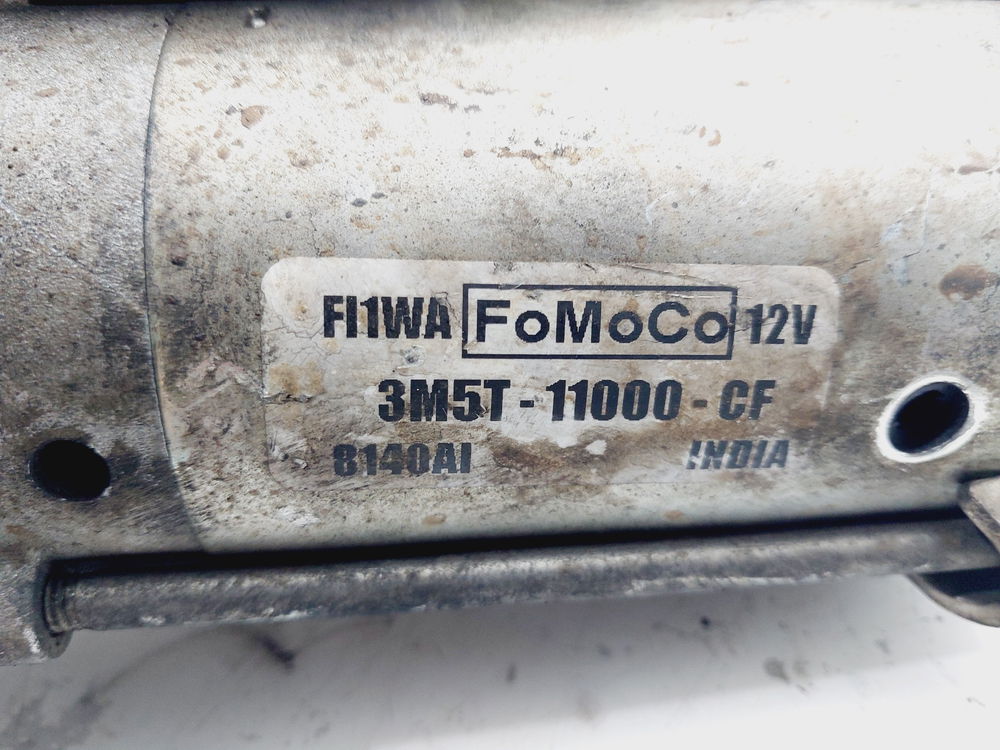 FI1WA FoMoCo 12V
3M5T - 11000 - CF
8140AI INDIA